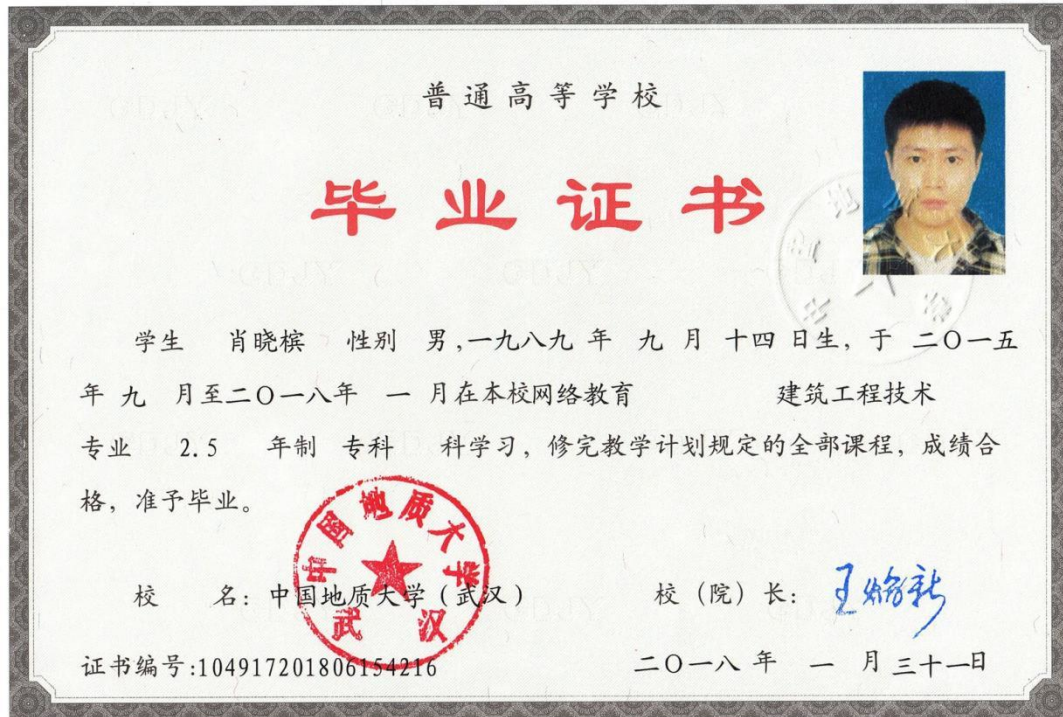 普通高等学校
毕业证书
学生 肖晓槟 性别 男,一九八九 年 九 月 十四 日生, 于 二〇一五
年 九 月至二〇一八年 一 月在本校网络教育 建筑工程技术
专业 2.5 年制 专科 科学习, 修完教学计划规定的全部课程, 成绩合
格, 准予毕业。
中国地质大学
武汉
校 名: 中国地质大学(武汉) 校(院)长:
证书编号:104917201806154216 二〇一八 年 一 月 三十一日